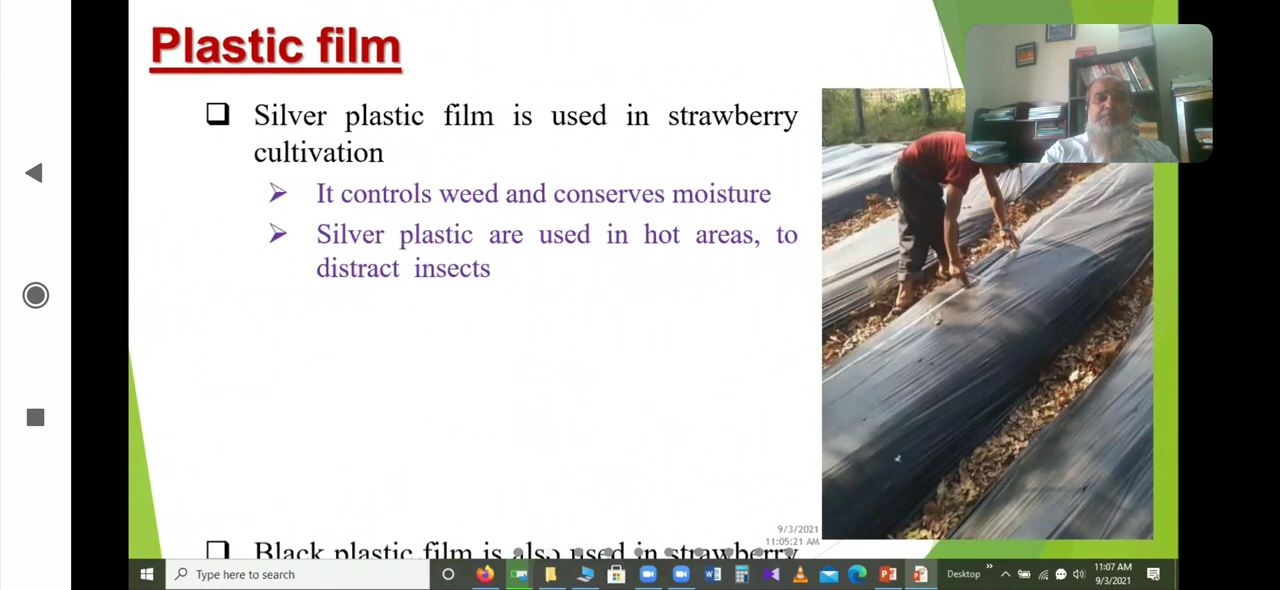 Plastic film
Silver plastic film is used in strawberry
cultivation
It controls weed and conserves moisture
Silver plastic are used in hot areas, to
distract insects
9/3/2021
11:05:21 AM
Black plastic film is also used in strawberry
Type here to search
Desktop
11:07 AM
9/3/2021